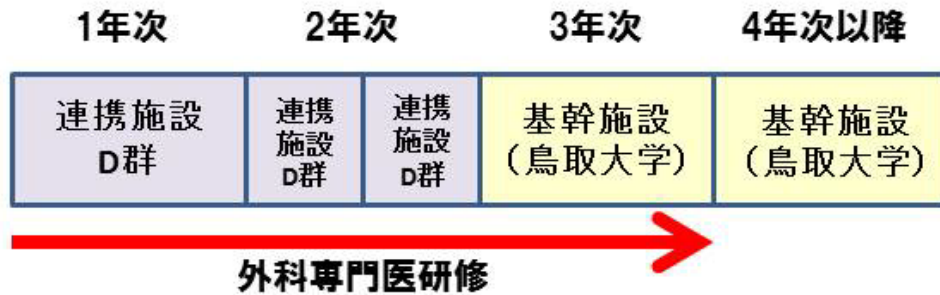 1年次 2年次 3年次 4年次以降
連携施設
D群
連携
施設
D群
連携
施設
D群
基幹施設
(鳥取大学)
基幹施設
(鳥取大学)
外科専門医研修